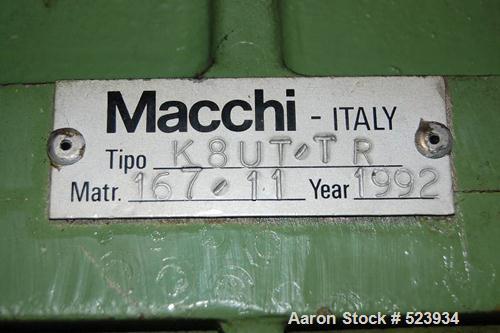 Macchi - ITALY
Tipo K8UT·TR
Matr. 167·11 Year 1992
Aaron Stock # 523934